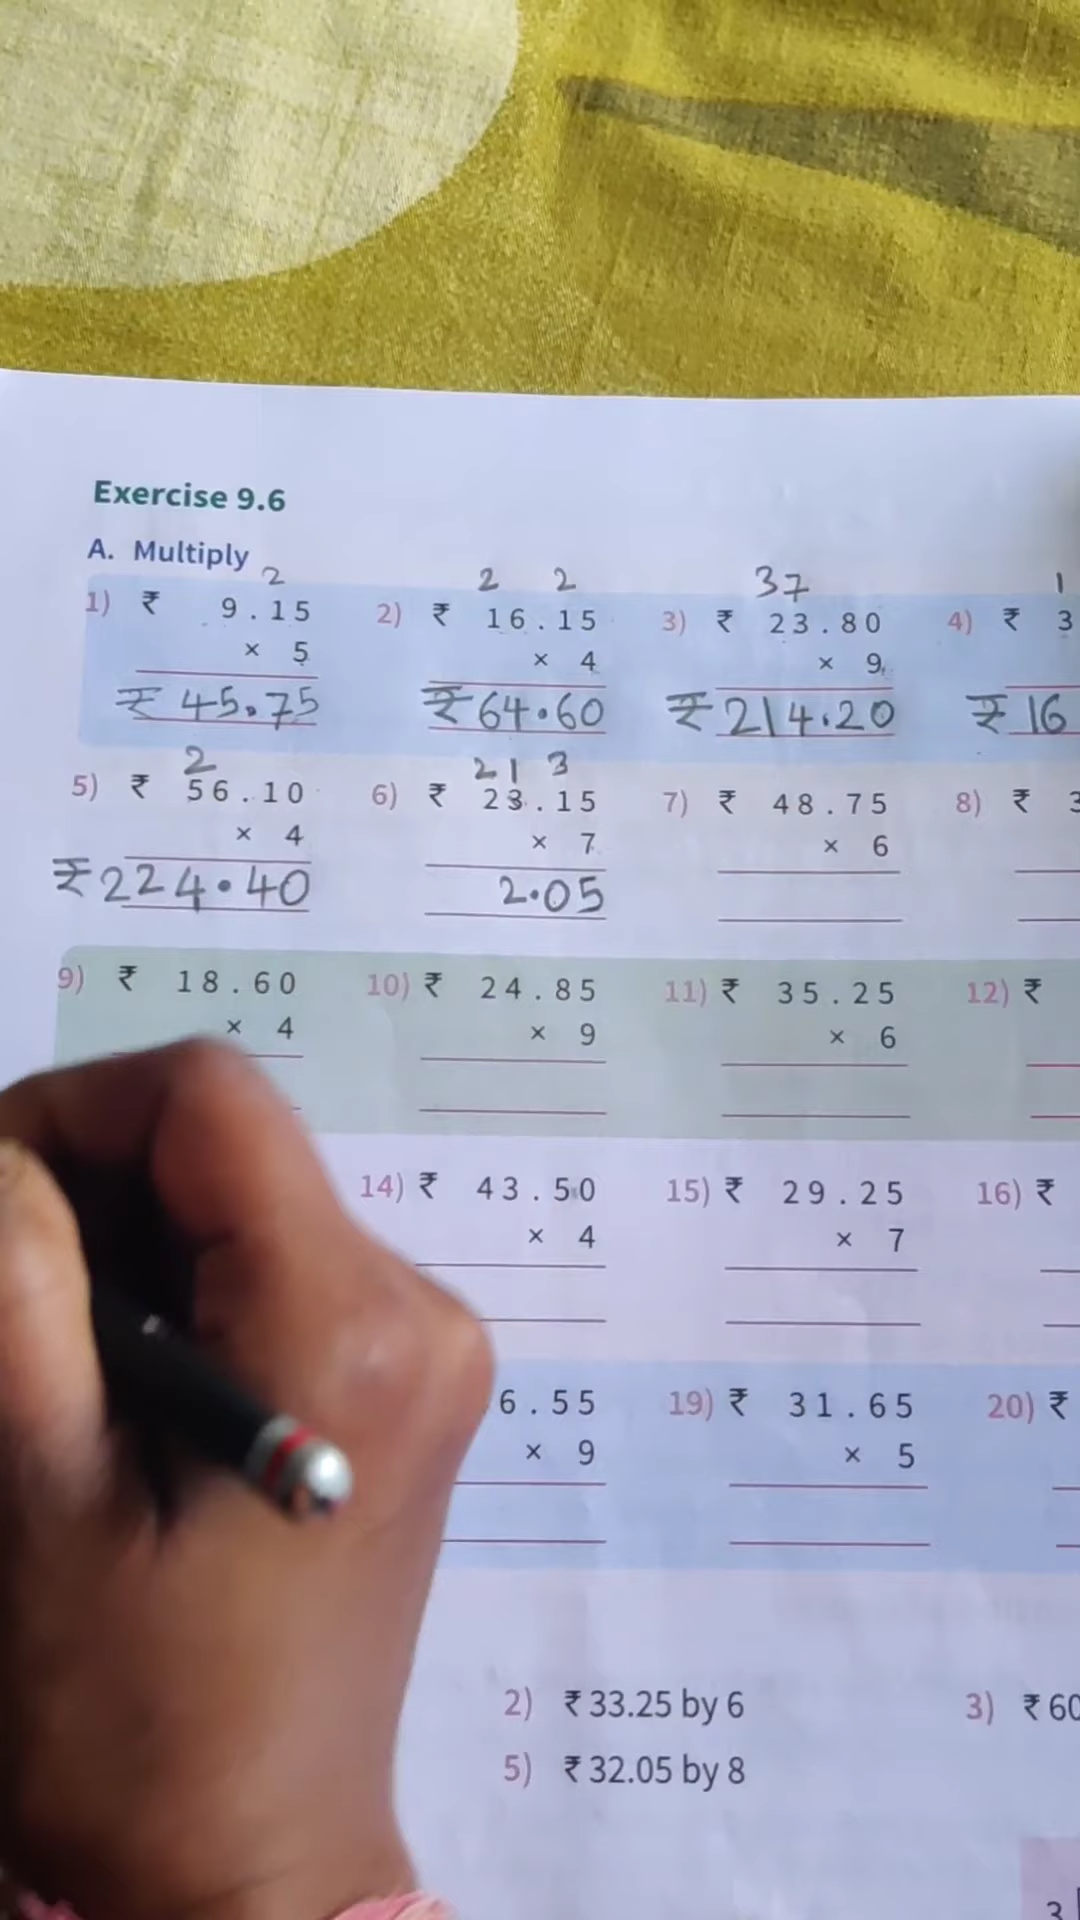 Exercise 9.6
A. Multiply
2 2 2 3 7 1
1) ₹ 9.15 2) ₹ 16.15 3) ₹ 23.80 4) ₹ 3
× 5 × 4 × 9
₹ 45.75 ₹ 64.60 ₹ 214.20 ₹ 16
2 2 1 3
5) ₹ 56.10 6) ₹ 23.15 7) ₹ 48.75 8) ₹ 3
× 4 × 7 × 6
₹ 224.40 2.05
9) ₹ 18.60 10) ₹ 24.85 11) ₹ 35.25 12) ₹
× 4 × 9 × 6
14) ₹ 43.50 15) ₹ 29.25 16) ₹
× 4 × 7
6.55 19) ₹ 31.65 20) ₹
× 9 × 5
2) ₹ 33.25 by 6 3) ₹ 60
5) ₹ 32.05 by 8
3